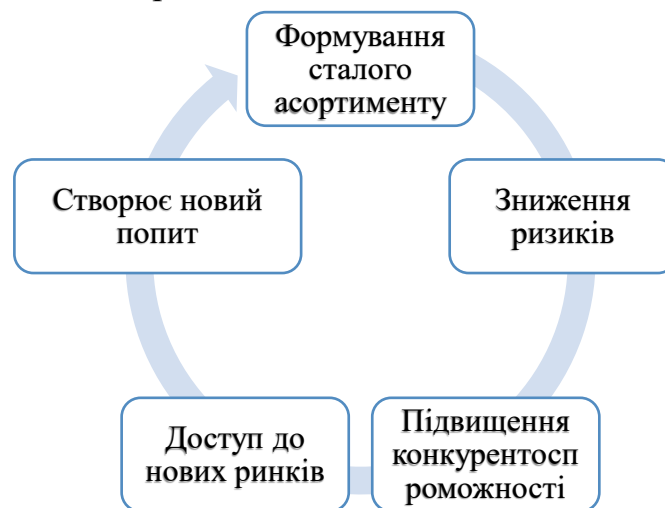 Формування
сталого
асортименту
Зниження
ризиків
Підвищення
конкурентосп
роможності
Доступ до
нових ринків
Створює новий
попит